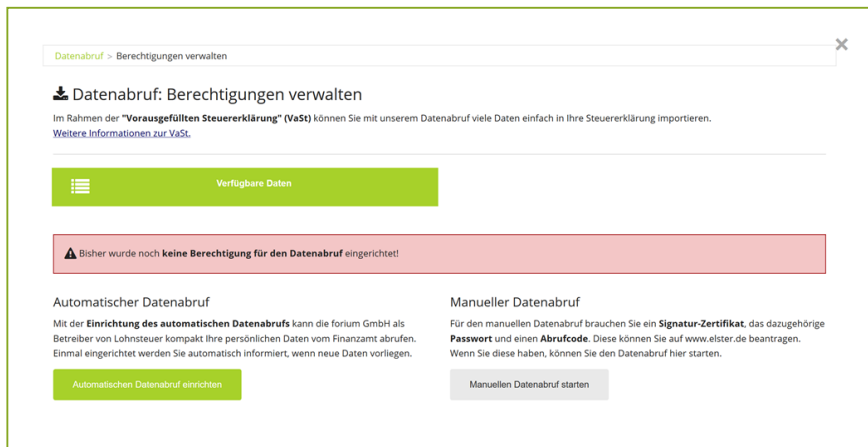 Datenabruf > Berechtigungen verwalten
Datenabruf: Berechtigungen verwalten
Im Rahmen der "Vorausgefüllten Steuererklärung" (VaSt) können Sie mit unserem Datenabruf viele Daten einfach in Ihre Steuererklärung importieren.
Weitere Informationen zur VaSt.
Verfügbare Daten
Bisher wurde noch keine Berechtigung für den Datenabruf eingerichtet!
Automatischer Datenabruf
Mit der Einrichtung des automatischen Datenabrufs kann die forium GmbH als
Betreiber von Lohnsteuer kompakt Ihre persönlichen Daten vom Finanzamt abrufen.
Einmal eingerichtet werden Sie automatisch informiert, wenn neue Daten vorliegen.
Automatischen Datenabruf einrichten
Manueller Datenabruf
Für den manuellen Datenabruf brauchen Sie ein Signatur-Zertifikat, das dazugehörige
Passwort und einen Abrufcode. Diese können Sie auf www.elster.de beantragen.
Wenn Sie diese haben, können Sie den Datenabruf hier starten.
Manuellen Datenabruf starten